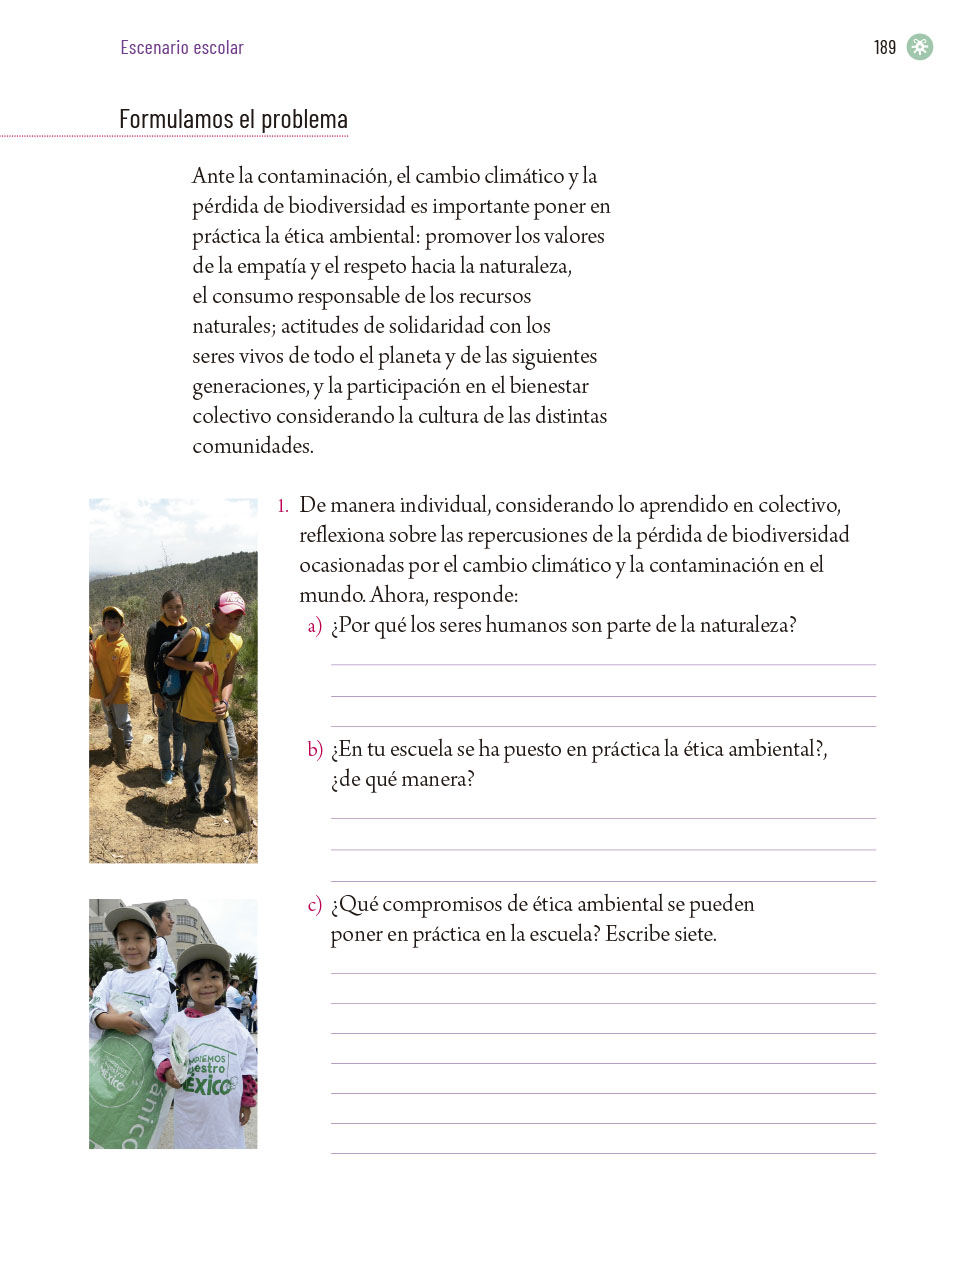 Escenario escolar
189
Formulamos el problema
Ante la contaminación, el cambio climático y la
pérdida de biodiversidad es importante poner en
práctica la ética ambiental: promover los valores
de la empatía y el respeto hacia la naturaleza,
el consumo responsable de los recursos
naturales; actitudes de solidaridad con los
seres vivos de todo el planeta y de las siguientes
generaciones, y la participación en el bienestar
colectivo considerando la cultura de las distintas
comunidades.
1. De manera individual, considerando lo aprendido en colectivo,
reflexiona sobre las repercusiones de la pérdida de biodiversidad
ocasionadas por el cambio climático y la contaminación en el
mundo. Ahora, responde:
a) ¿Por qué los seres humanos son parte de la naturaleza?
b) ¿En tu escuela se ha puesto en práctica la ética ambiental?,
¿de qué manera?
c) ¿Qué compromisos de ética ambiental se pueden
poner en práctica en la escuela? Escribe siete.
MÉXICO